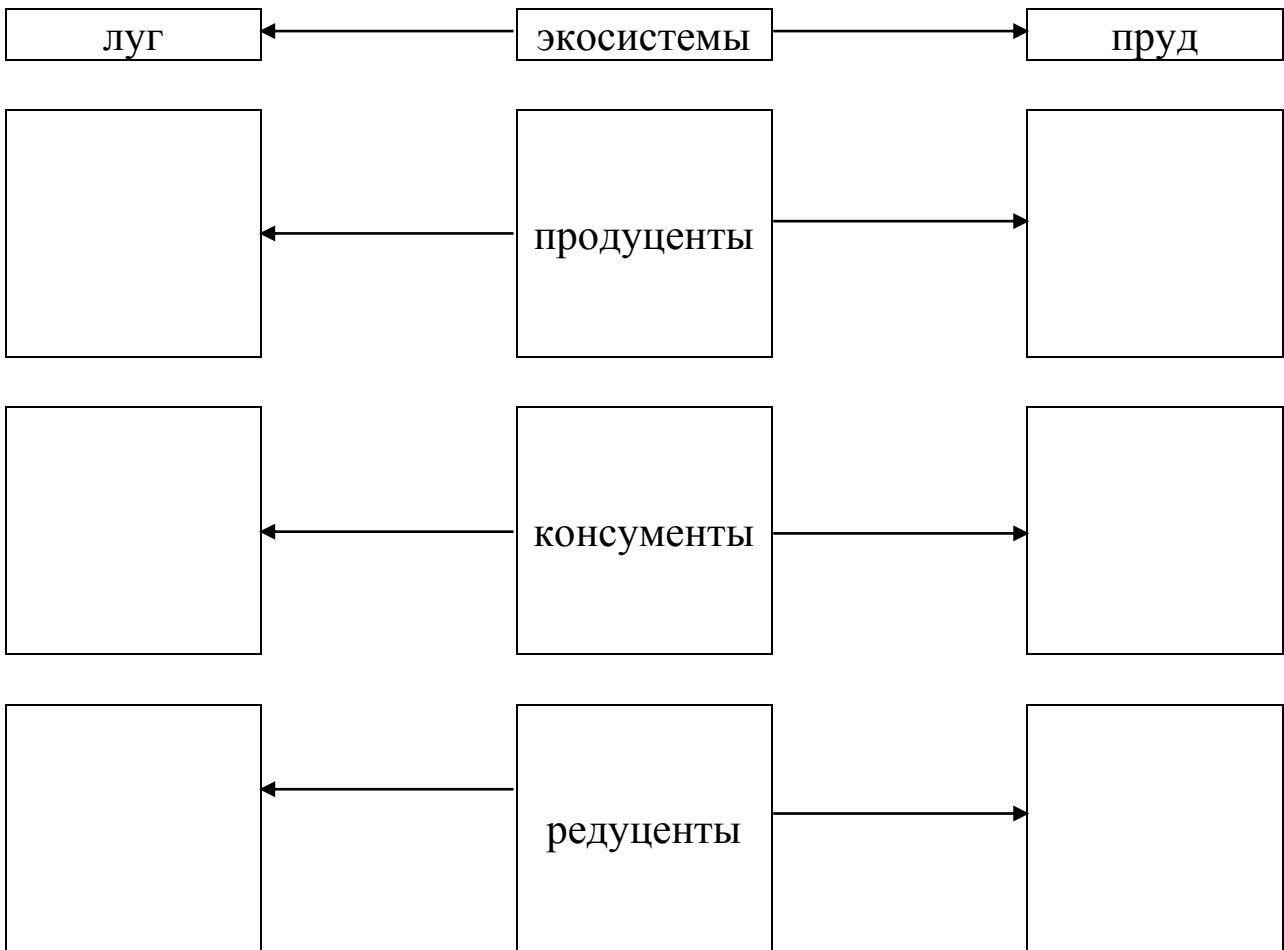 луг экосистемы пруд
продуценты
консументы
редуценты